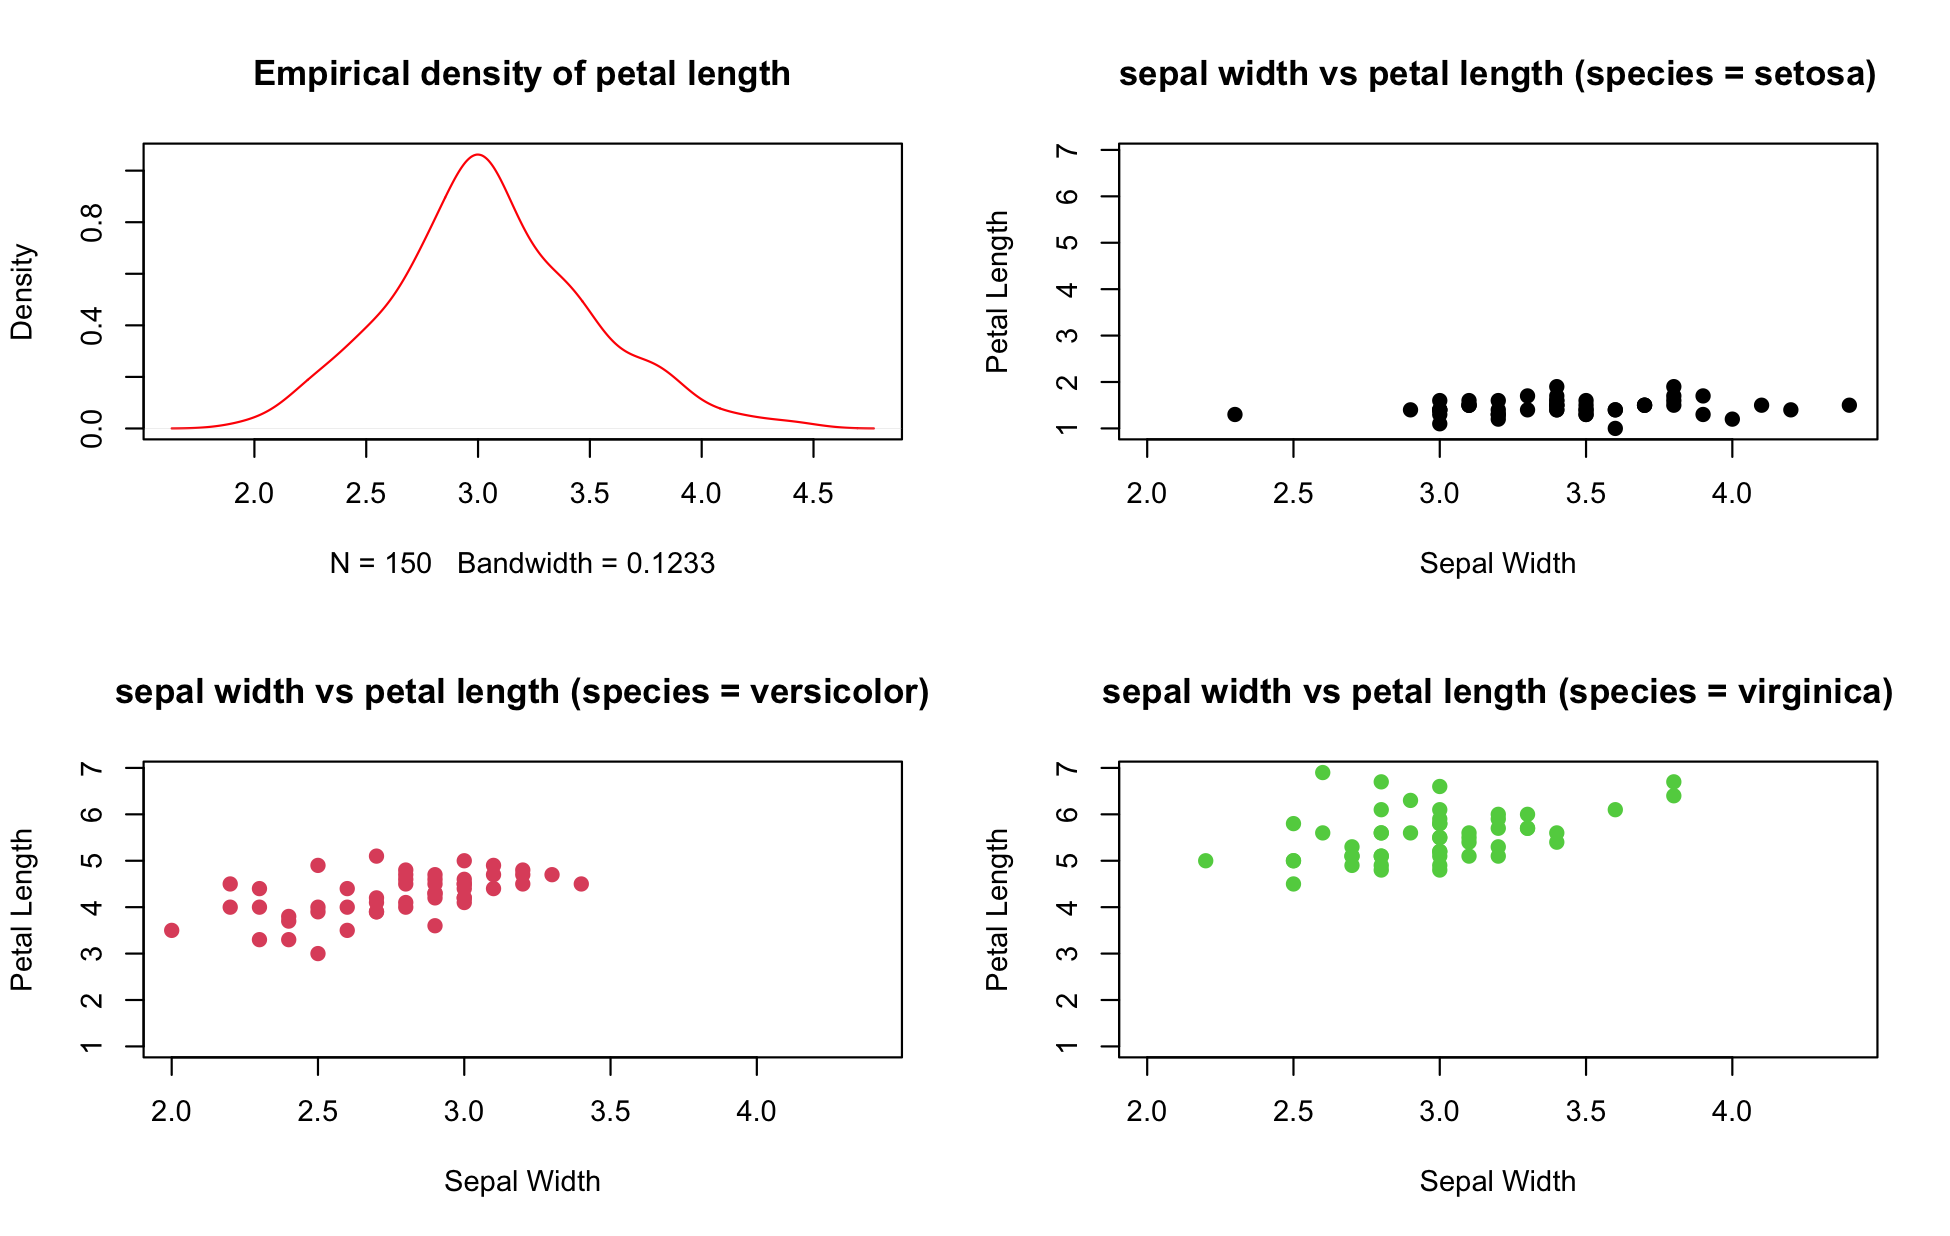 Empirical density of petal length
Density
0.0 0.4 0.8
2.0 2.5 3.0 3.5 4.0 4.5
N = 150 Bandwidth = 0.1233
sepal width vs petal length (species = setosa)
Petal Length
1 2 3 4 5 6 7
2.0 2.5 3.0 3.5 4.0
Sepal Width
sepal width vs petal length (species = versicolor)
Petal Length
1 2 3 4 5 6 7
2.0 2.5 3.0 3.5 4.0
Sepal Width
sepal width vs petal length (species = virginica)
Petal Length
1 2 3 4 5 6 7
2.0 2.5 3.0 3.5 4.0
Sepal Width